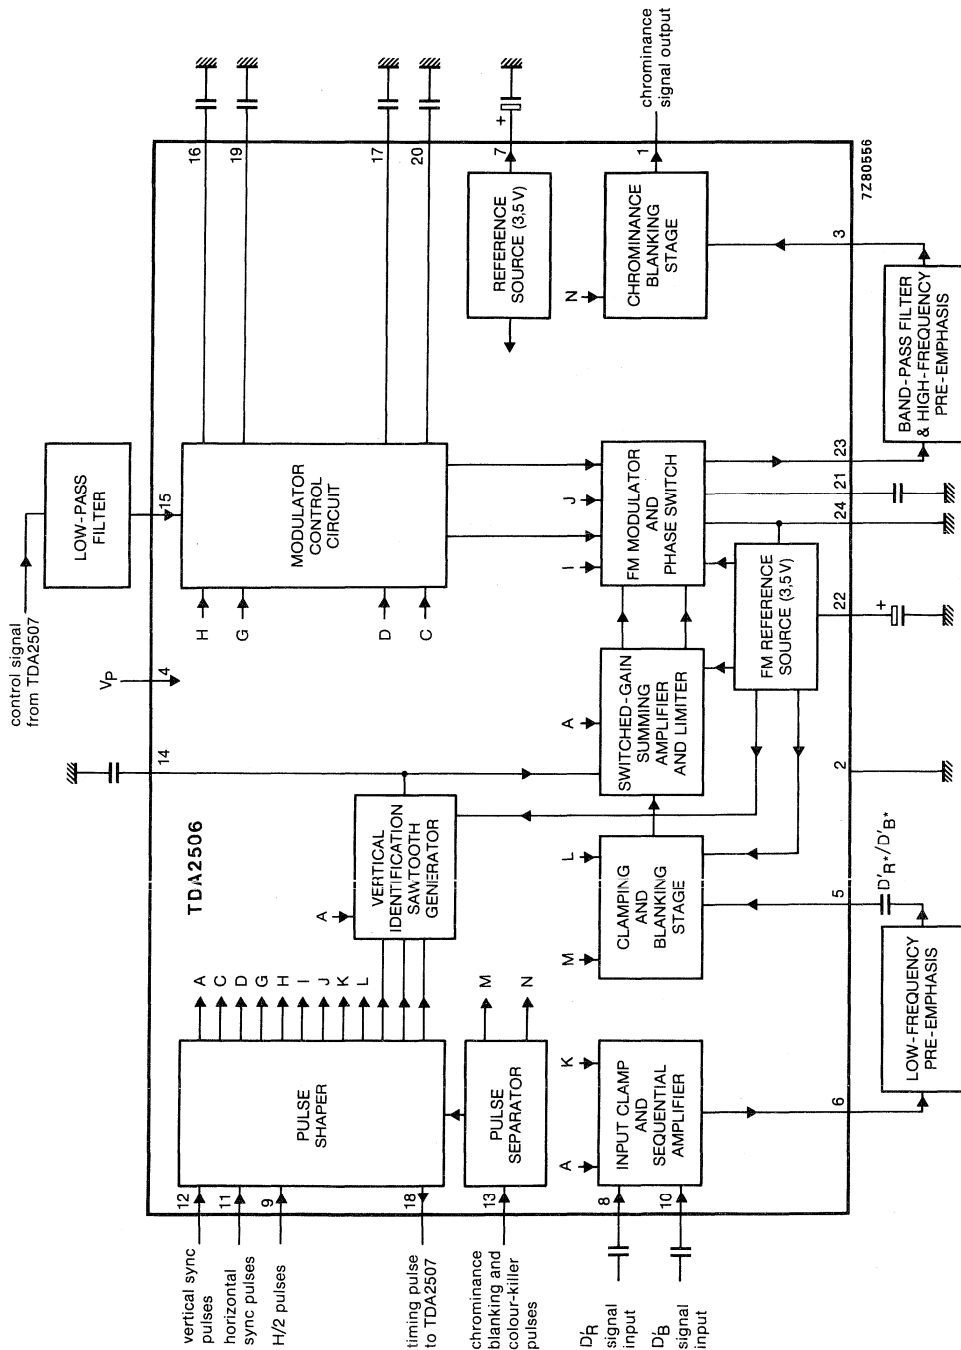 control signal
from TDA2507
LOW-PASS
FILTER
VP
4
14
15
16
19
17
20
TDA2506
MODULATOR
CONTROL
CIRCUIT
H
G
D
C
REFERENCE
SOURCE (3,5 V)
7
+
N
CHROMINANCE
BLANKING
STAGE
1
chrominance
signal output
3
7Z80556
vertical sync
pulses
horizontal
sync pulses
H/2 pulses
timing pulse
to TDA2507
chrominance
blanking and
colour-killer
pulses
D'R
signal
input
D'B
signal
input
12
11
9
18
13
8
10
PULSE
SHAPER
A
C
D
G
H
I
J
K
L
PULSE
SEPARATOR
M
N
A
VERTICAL
IDENTIFICATION
SAWTOOTH
GENERATOR
A
K
INPUT CLAMP
AND
SEQUENTIAL
AMPLIFIER
M
L
CLAMPING
AND
BLANKING
STAGE
A
SWITCHED-GAIN
SUMMING
AMPLIFIER
AND LIMITER
I
J
FM MODULATOR
AND
PHASE SWITCH
FM REFERENCE
SOURCE (3,5 V)
6
5
2
22
24
21
23
+
D'R*/D'B*
LOW-FREQUENCY
PRE-EMPHASIS
BAND-PASS FILTER
& HIGH-FREQUENCY
PRE-EMPHASIS